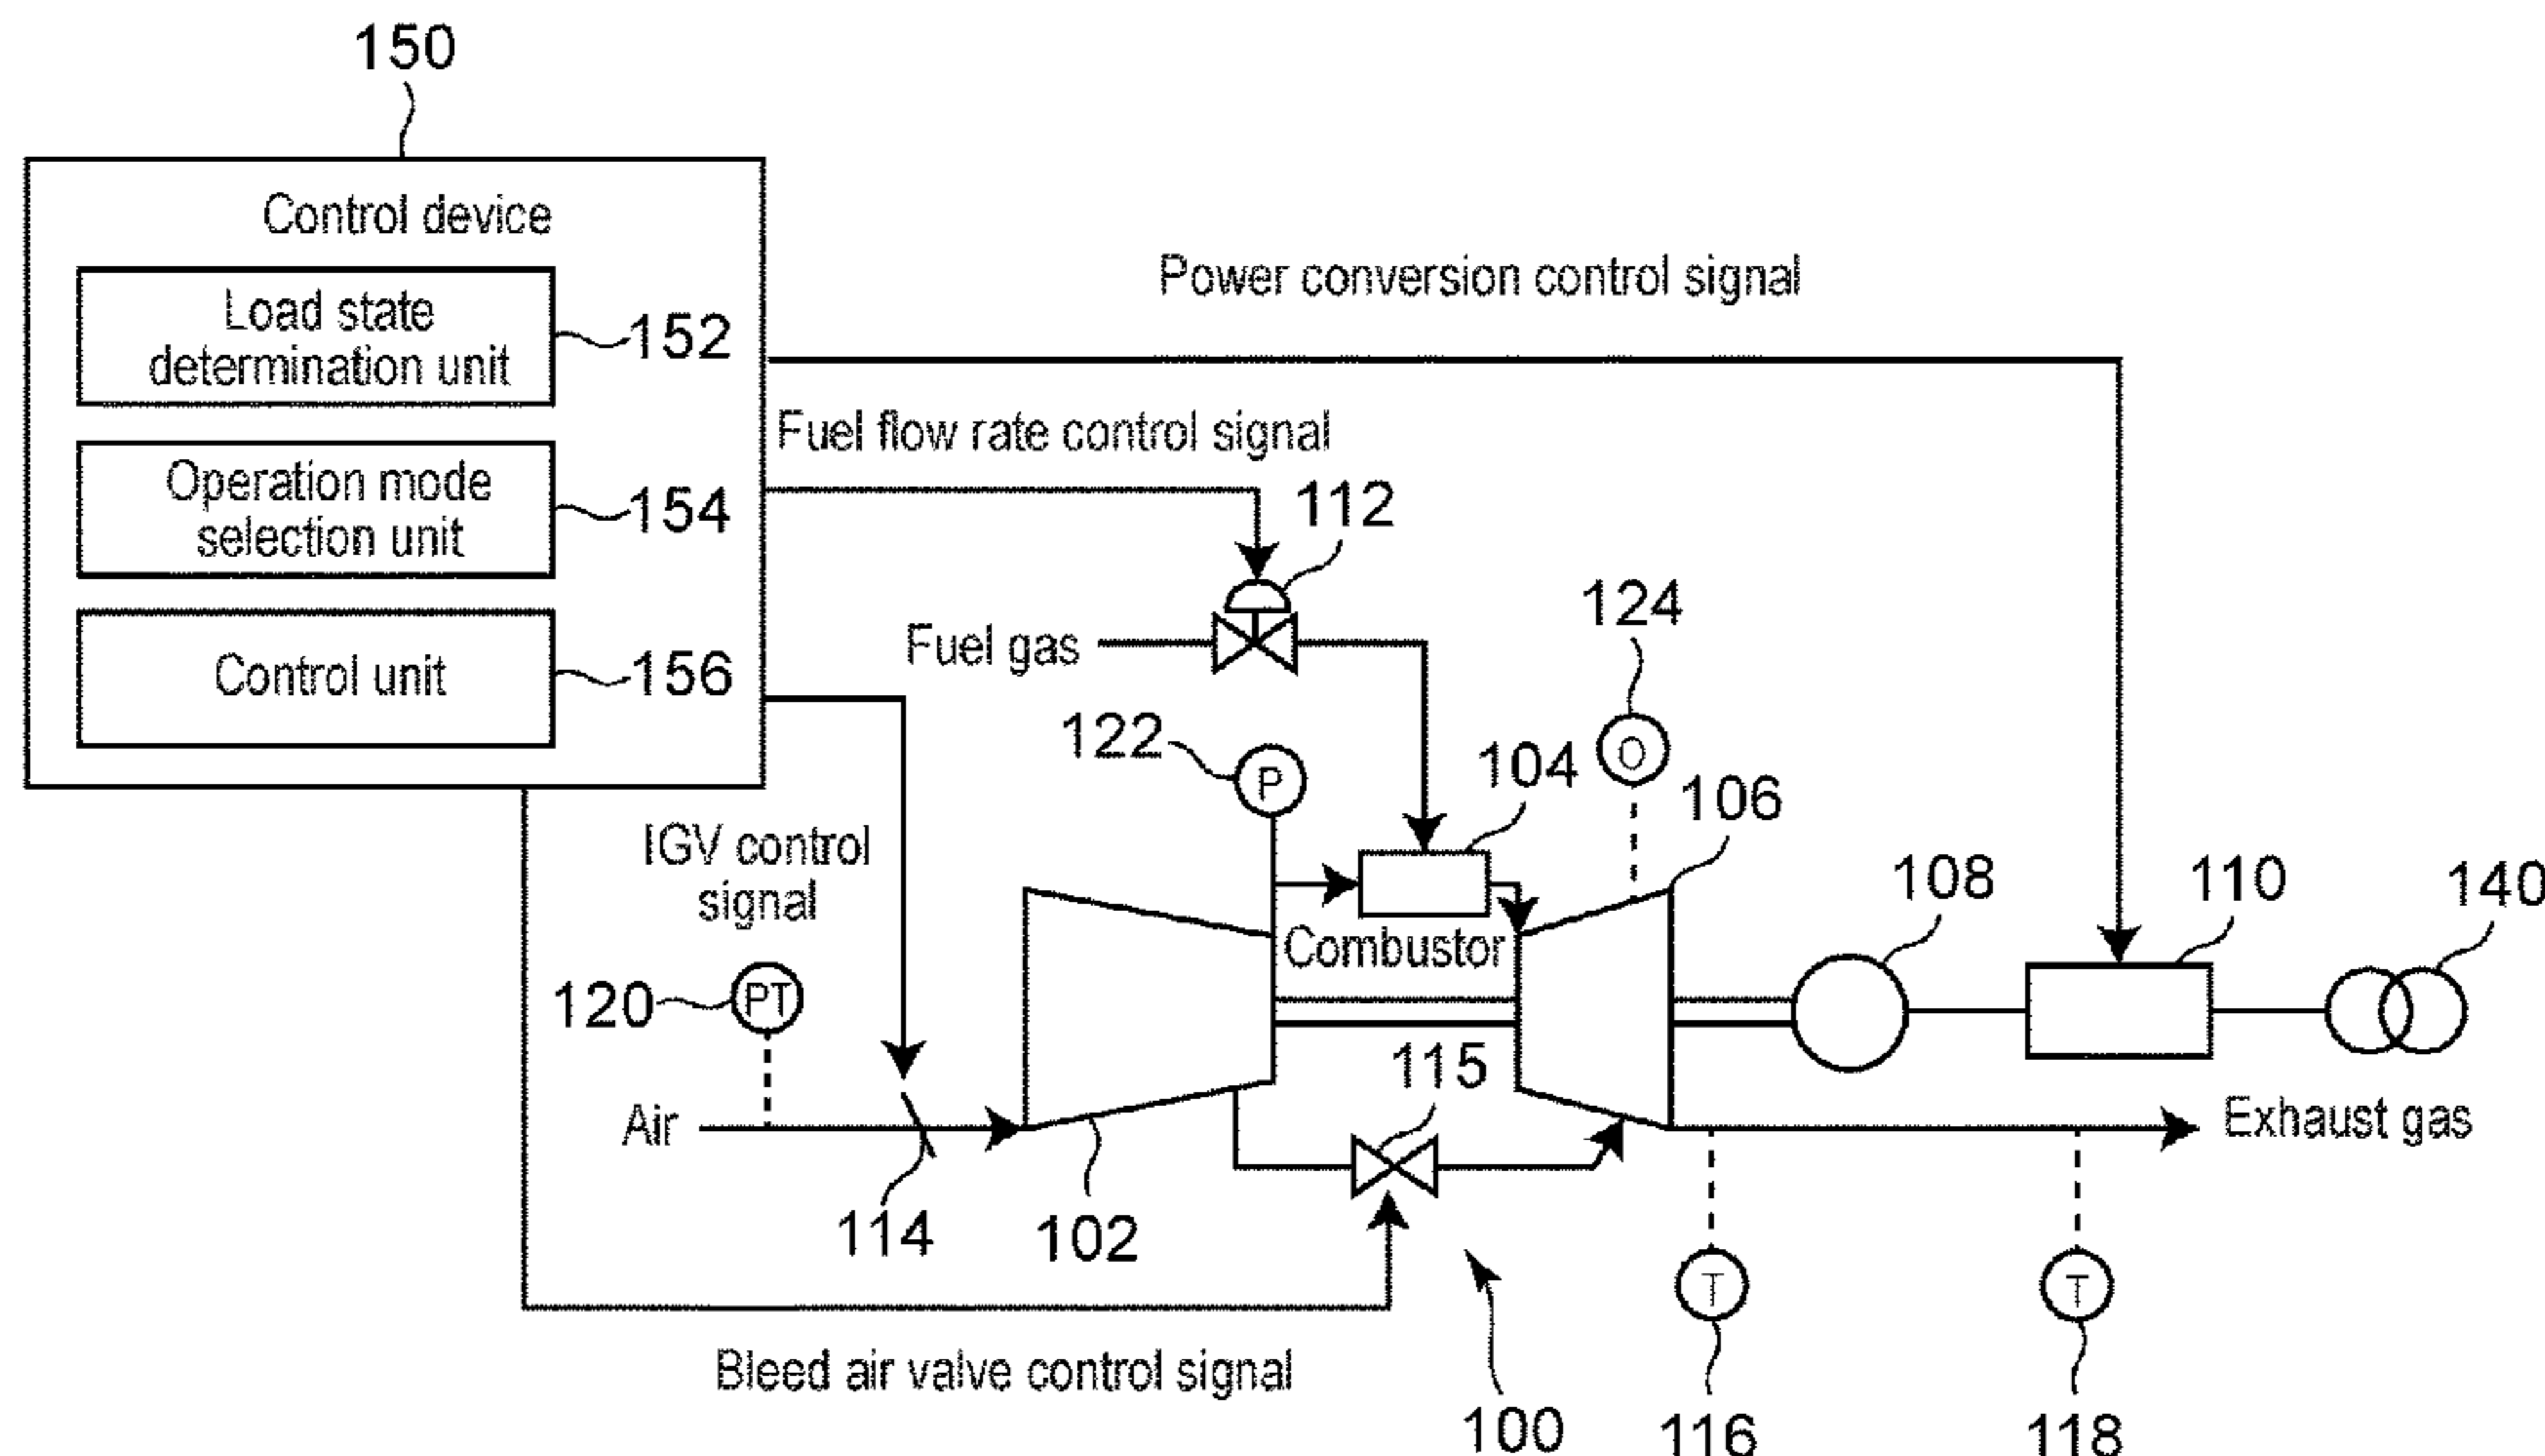 150
Control device
Load state
determination unit
152
Power conversion control signal
Fuel flow rate control signal
Operation mode
selection unit
154
112
124
Fuel gas
Control unit
156
122
P
104
O
106
IGV control
signal
108
110
140
Combustor
120
PT
115
Air
Exhaust gas
114
102
T
T
Bleed air valve control signal
100
116
118